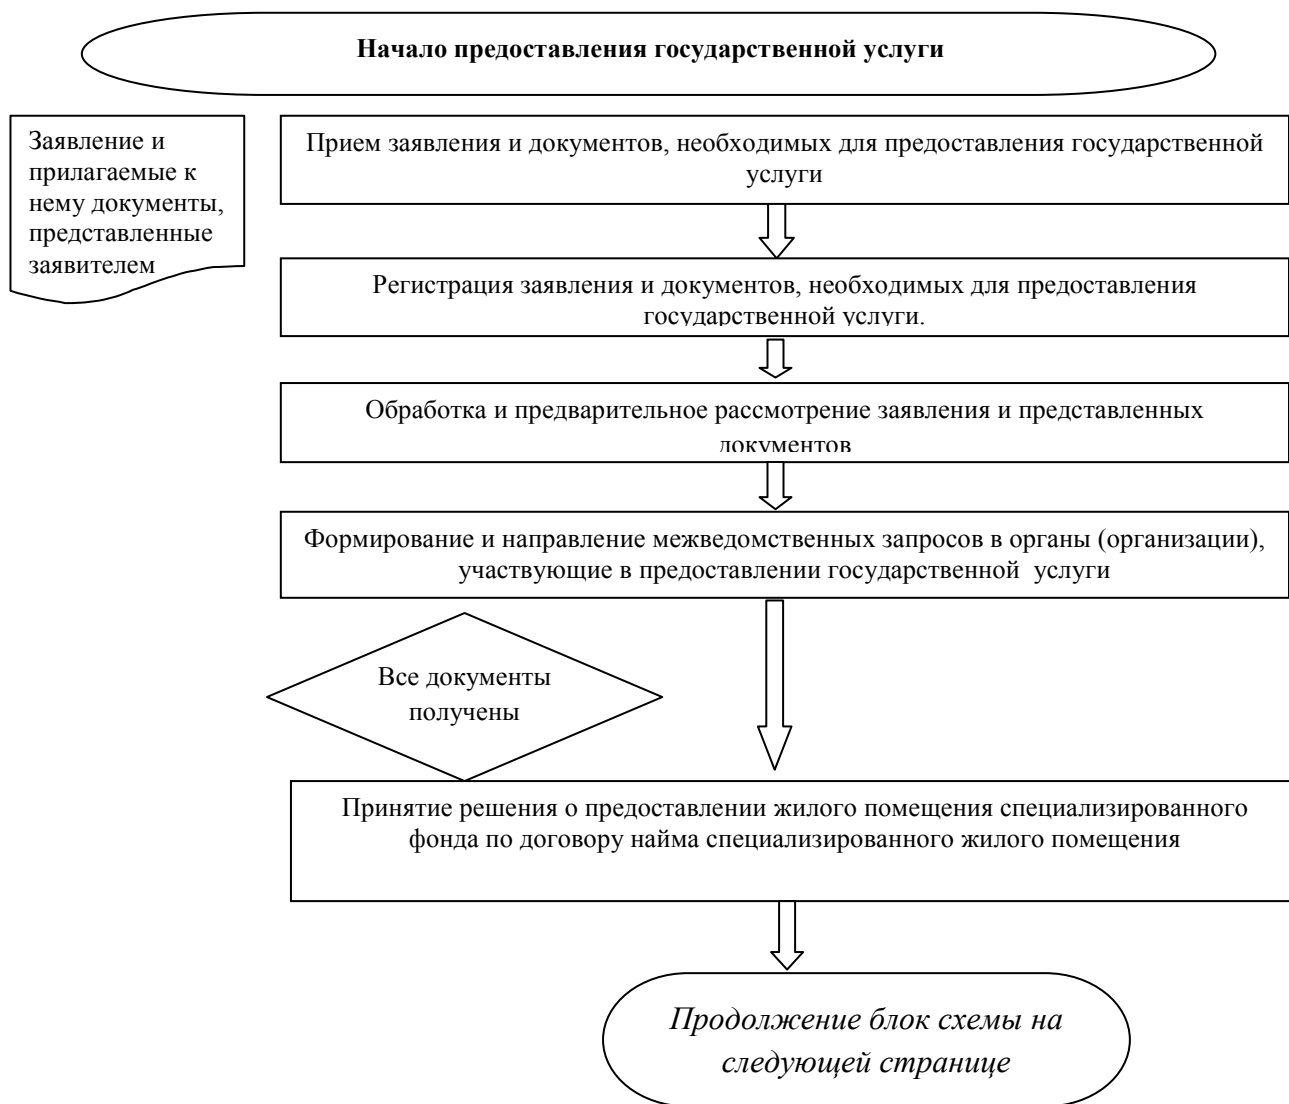 Начало предоставления государственной услуги
Заявление и
прилагаемые к
нему документы,
представленные
заявителем
Прием заявления и документов, необходимых для предоставления государственной
услуги
Регистрация заявления и документов, необходимых для предоставления
государственной услуги.
Обработка и предварительное рассмотрение заявления и представленных
документов
Формирование и направление межведомственных запросов в органы (организации),
участвующие в предоставлении государственной услуги
Все документы
получены
Принятие решения о предоставлении жилого помещения специализированного
фонда по договору найма специализированного жилого помещения
Продолжение блок схемы на
следующей странице